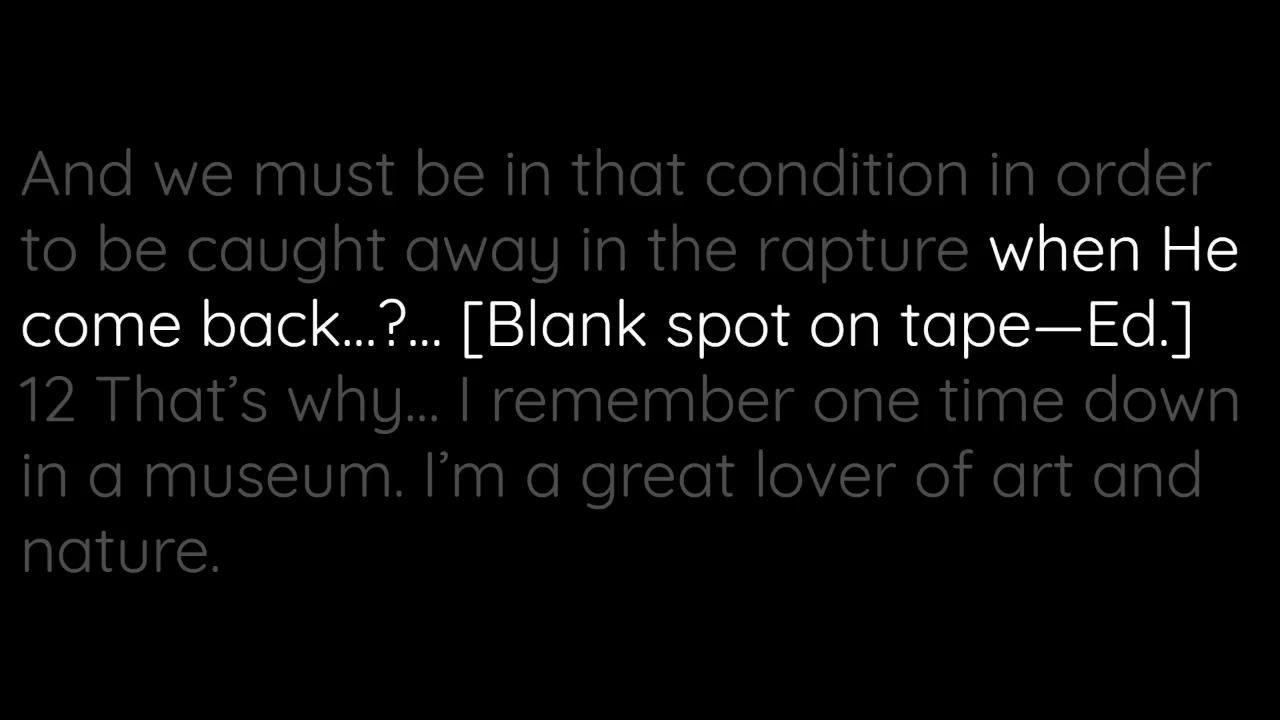 And we must be in that condition in order
to be caught away in the rapture when He
come back...?... [Blank spot on tape—Ed.]
12 That’s why... I remember one time down
in a museum. I’m a great lover of art and
nature.